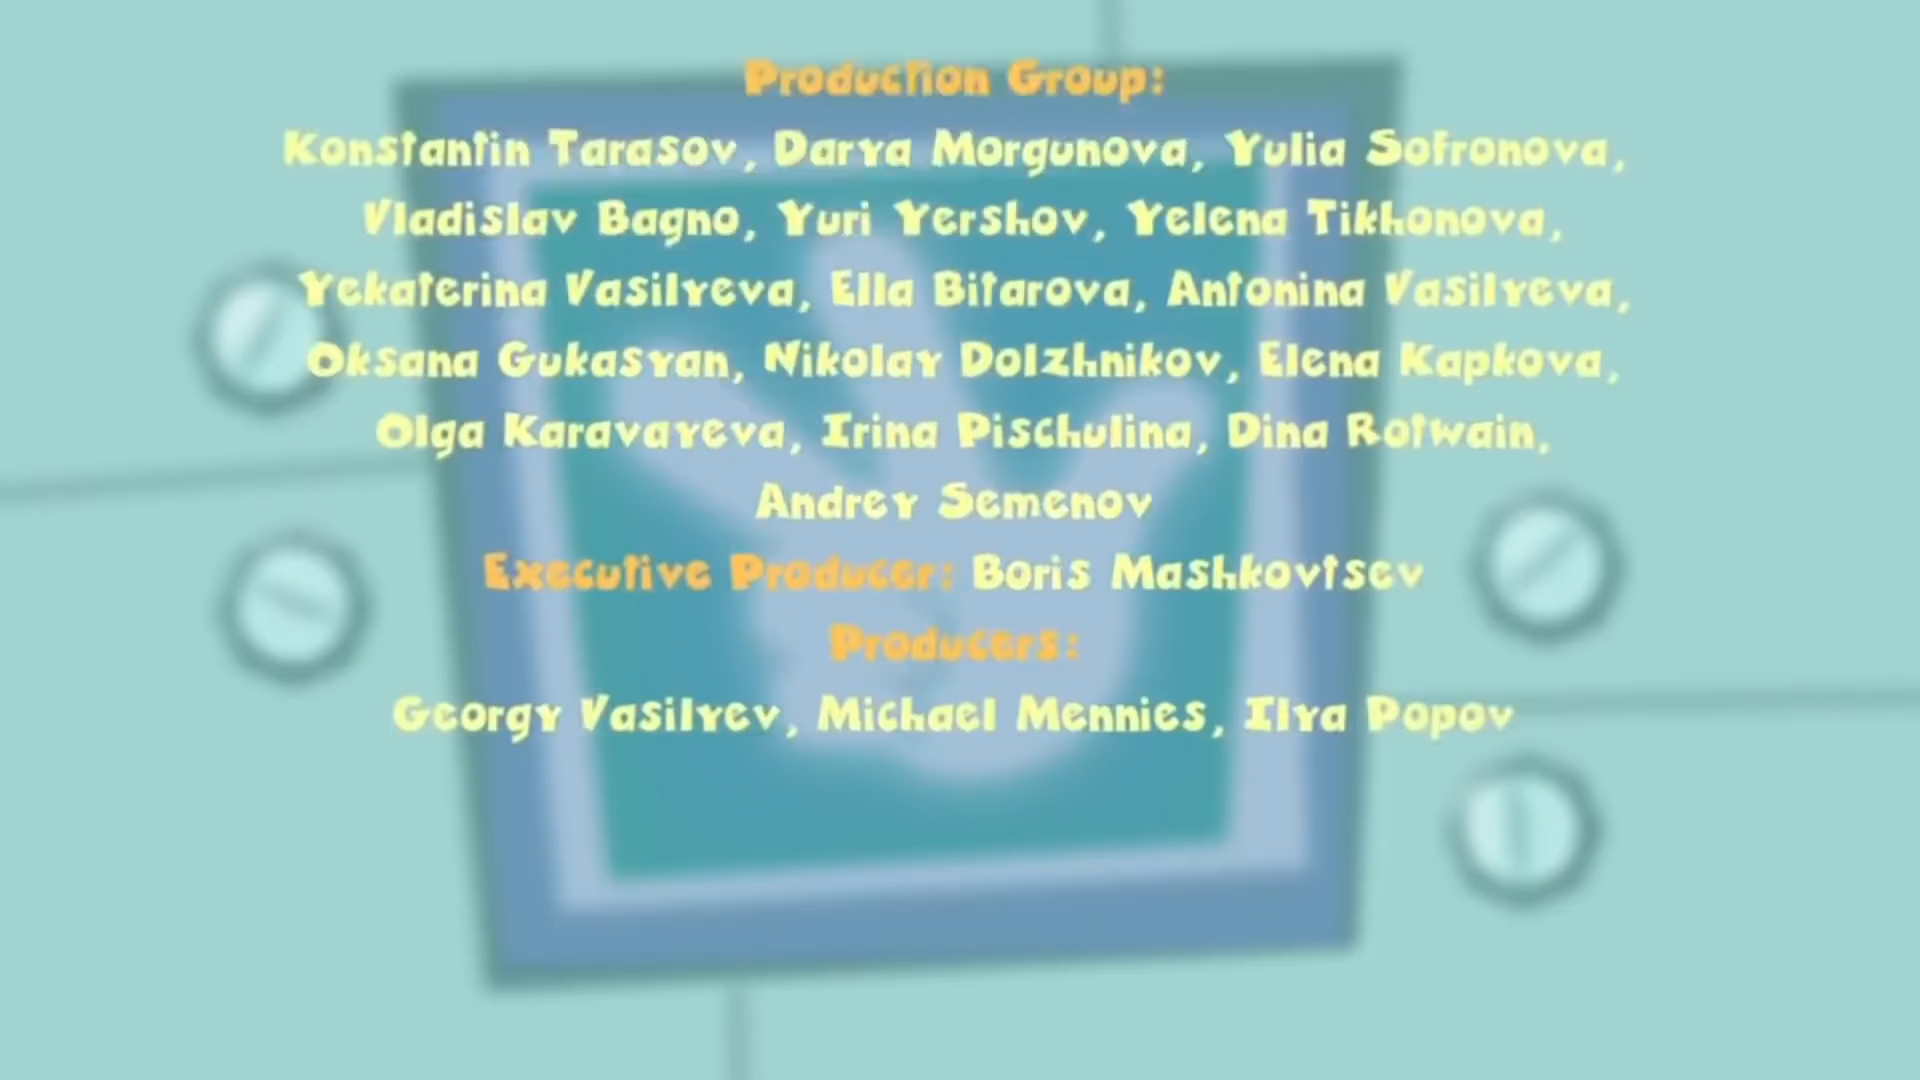 Production Group:
Konstantin Tarasov, Darya Morgunova, Yulia Sofronova,
Vladislav Bagno, Yuri Yershov, Yelena Tikhonova,
Yekaterina Vasilyeva, Ella Bitarova, Antonina Vasilyeva,
Oksana Gukasyan, Nikolay Dolzhnikov, Elena Kapkova,
Olga Karavayeva, Irina Pischulina, Dina Rotwain,
Andrey Semenov
Executive Producer: Boris Mashkovtsev
Producers:
Georgy Vasilyev, Michael Mennies, Ilya Popov